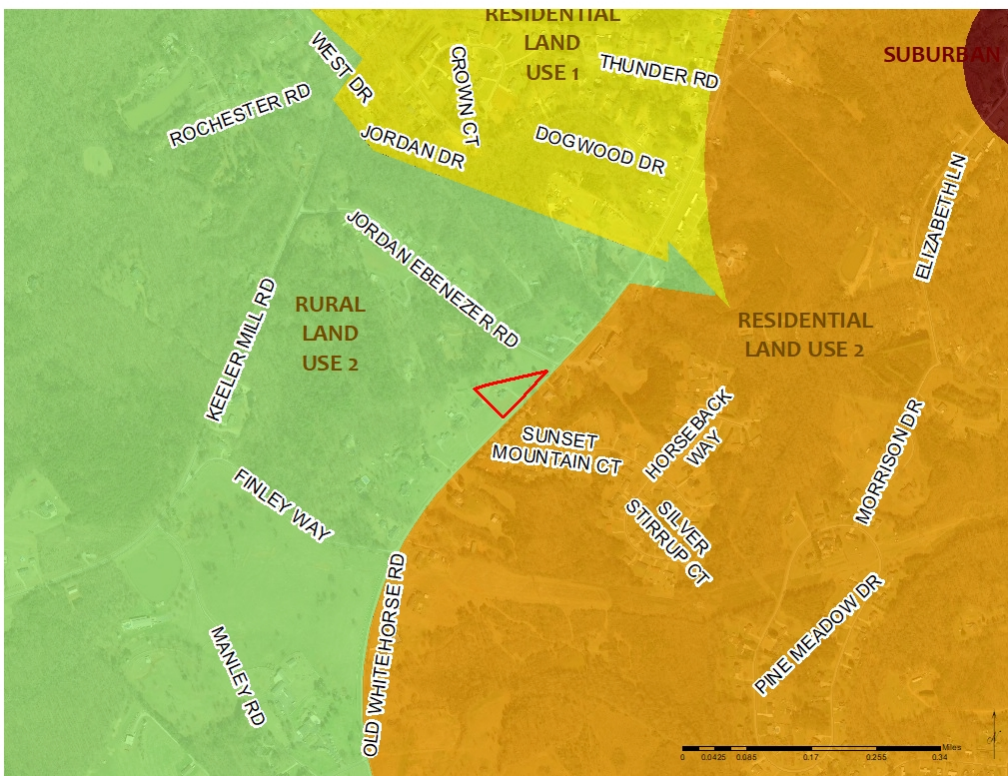 RESIDENTIAL
LAND
USE 1
SUBURBAN
WEST DR
CROWN CT
THUNDER RD
ROCHESTER RD
JORDAN DR
DOGWOOD DR
ELIZABETH LN
JORDAN EBENEZER RD
KEELER MILL RD
RURAL
LAND
USE 2
RESIDENTIAL
LAND USE 2
SUNSET
MOUNTAIN CT
HORSEBACK
WAY
MORRISON DR
FINLEY WAY
SILVER
STIRRUP CT
OLD WHITEHORSE RD
MANLEY RD
PINE MEADOW DR
Miles
0 0.0425 0.085 0.17 0.255 0.34
N